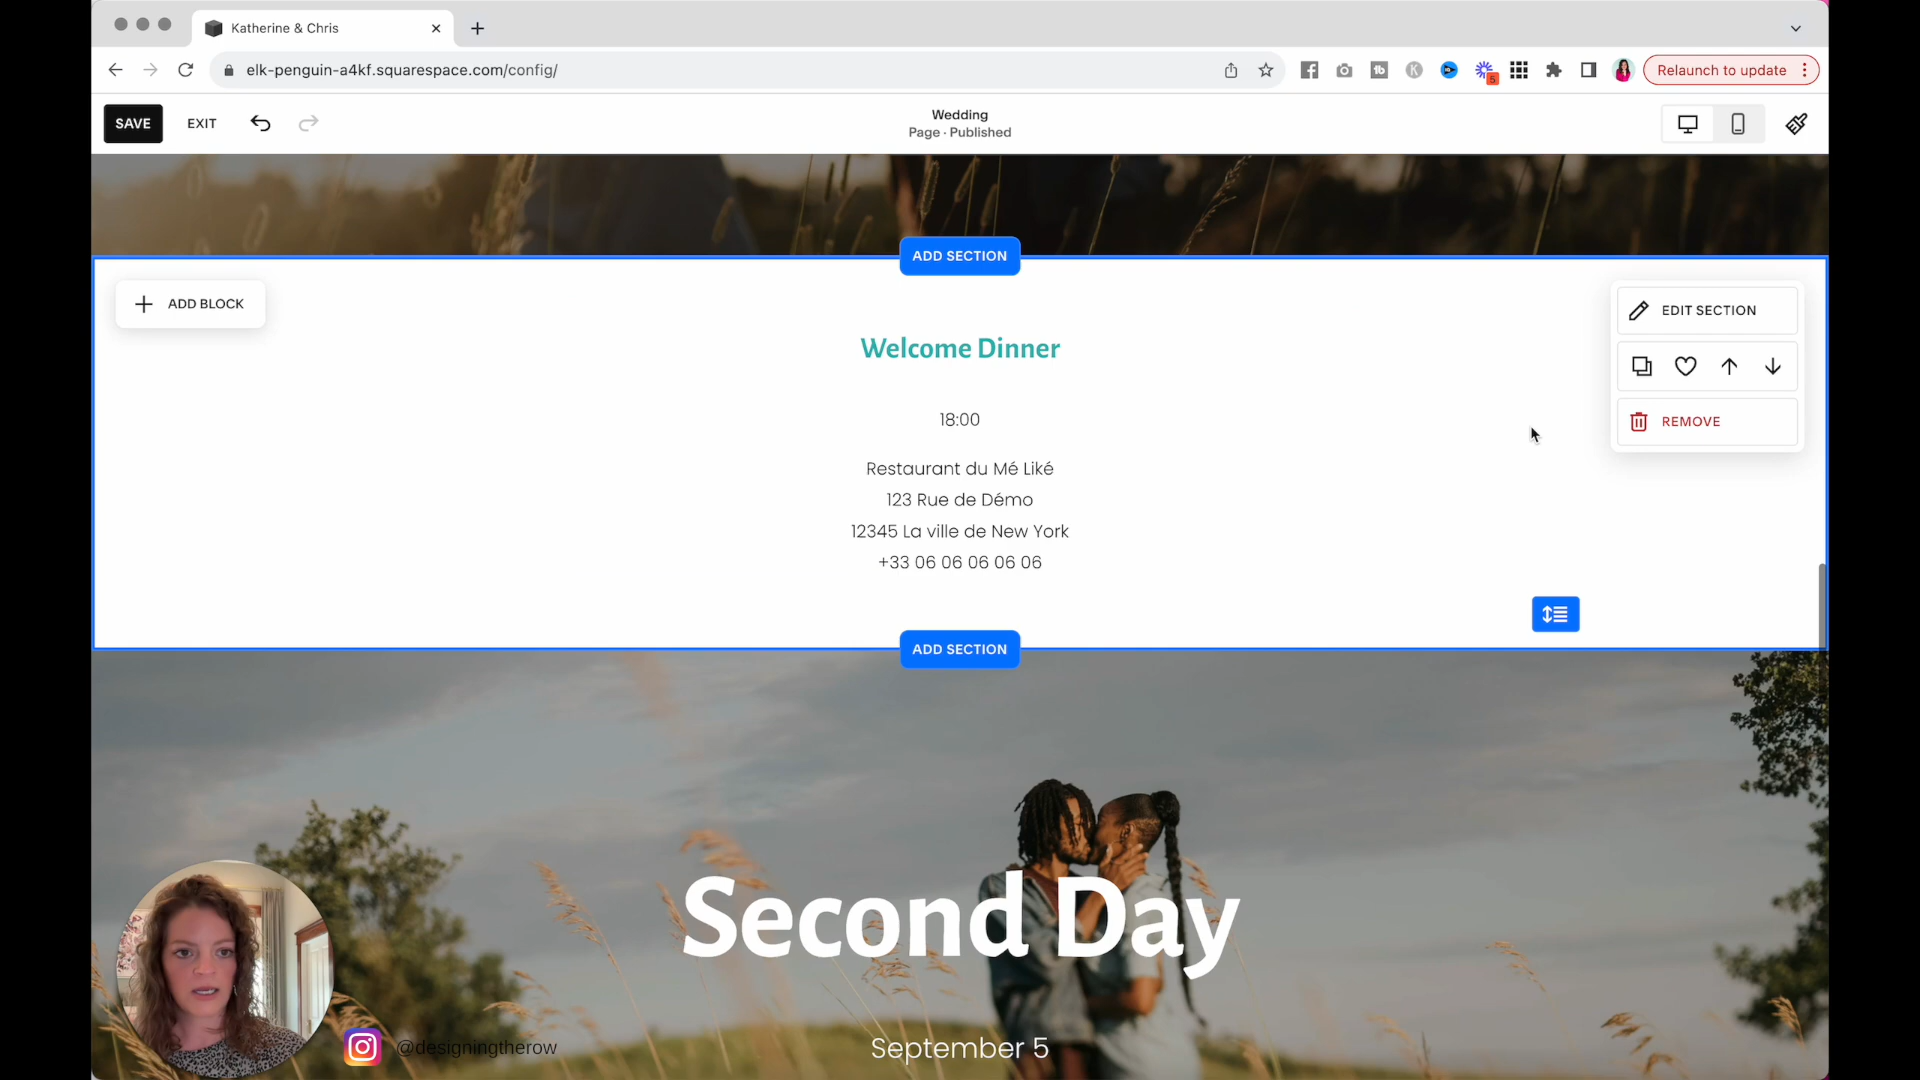 Katherine & Chris
elk-penguin-a4kf.squarespace.com/config/
Relaunch to update
5
SAVE
EXIT
Wedding
Page · Published
ADD SECTION
ADD BLOCK
EDIT SECTION
REMOVE
Welcome Dinner
18:00
Restaurant du Mé Liké
123 Rue de Démo
12345 La ville de New York
+33 06 06 06 06 06
ADD SECTION
Second Day
September 5
@designingtherow